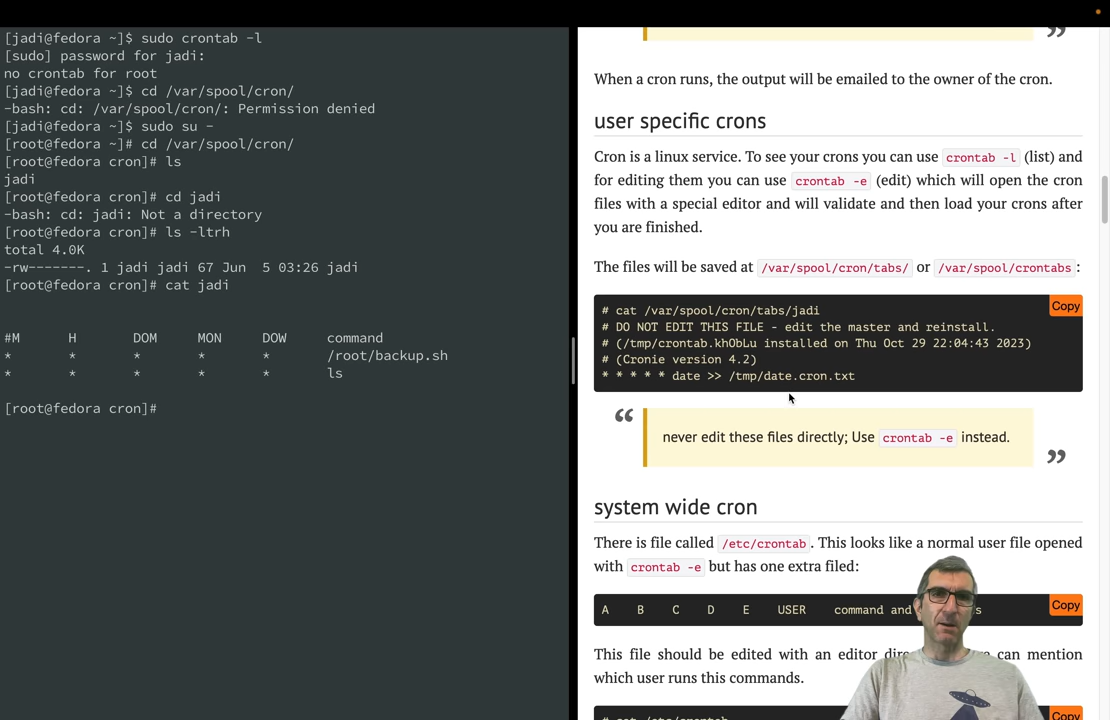 [jadi@fedora ~]$ sudo crontab -l
[sudo] password for jadi:
no crontab for root
[jadi@fedora ~]$ cd /var/spool/cron/
-bash: cd: /var/spool/cron/: Permission denied
[jadi@fedora ~]$ sudo su -
[root@fedora ~]# cd /var/spool/cron/
[root@fedora cron]# ls
jadi
[root@fedora cron]# cd jadi
-bash: cd: jadi: Not a directory
[root@fedora cron]# ls -ltrh
total 4.0K
-rw-------. 1 jadi jadi 67 Jun  5 03:26 jadi
[root@fedora cron]# cat jadi
#M H DOM MON DOW command
* * * * * /root/backup.sh
* * * * * ls
[root@fedora cron]#
”
When a cron runs, the output will be emailed to the owner of the cron.
user specific crons
Cron is a linux service. To see your crons you can use crontab -l (list) and
for editing them you can use crontab -e (edit) which will open the cron
files with a special editor and will validate and then load your crons after
you are finished.
The files will be saved at /var/spool/cron/tabs/ or /var/spool/crontabs :
Copy
# cat /var/spool/cron/tabs/jadi
# DO NOT EDIT THIS FILE - edit the master and reinstall.
# (/tmp/crontab.khObLu installed on Thu Oct 29 22:04:43 2023)
# (Cronie version 4.2)
* * * * * date >> /tmp/date.cron.txt
“
never edit these files directly; Use crontab -e instead.
”
system wide cron
There is file called /etc/crontab. This looks like a normal user file opened
with crontab -e but has one extra filed:
Copy
A B C D E USER command and
This file should be edited with an editor can mention
which user runs this commands.
Copy
# cat /etc/crontab